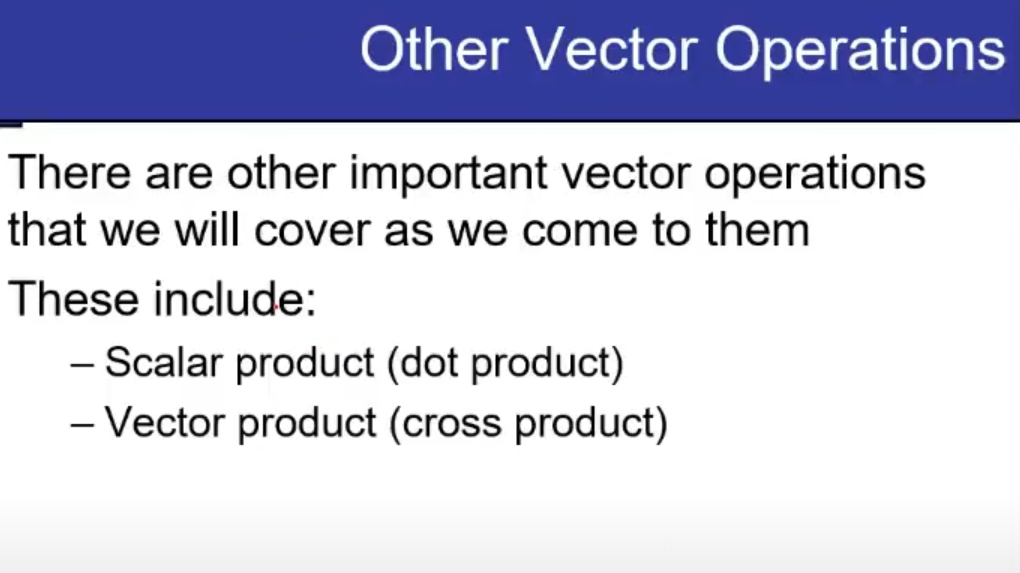 Other Vector Operations
There are other important vector operations
that we will cover as we come to them
These include:
– Scalar product (dot product)
– Vector product (cross product)